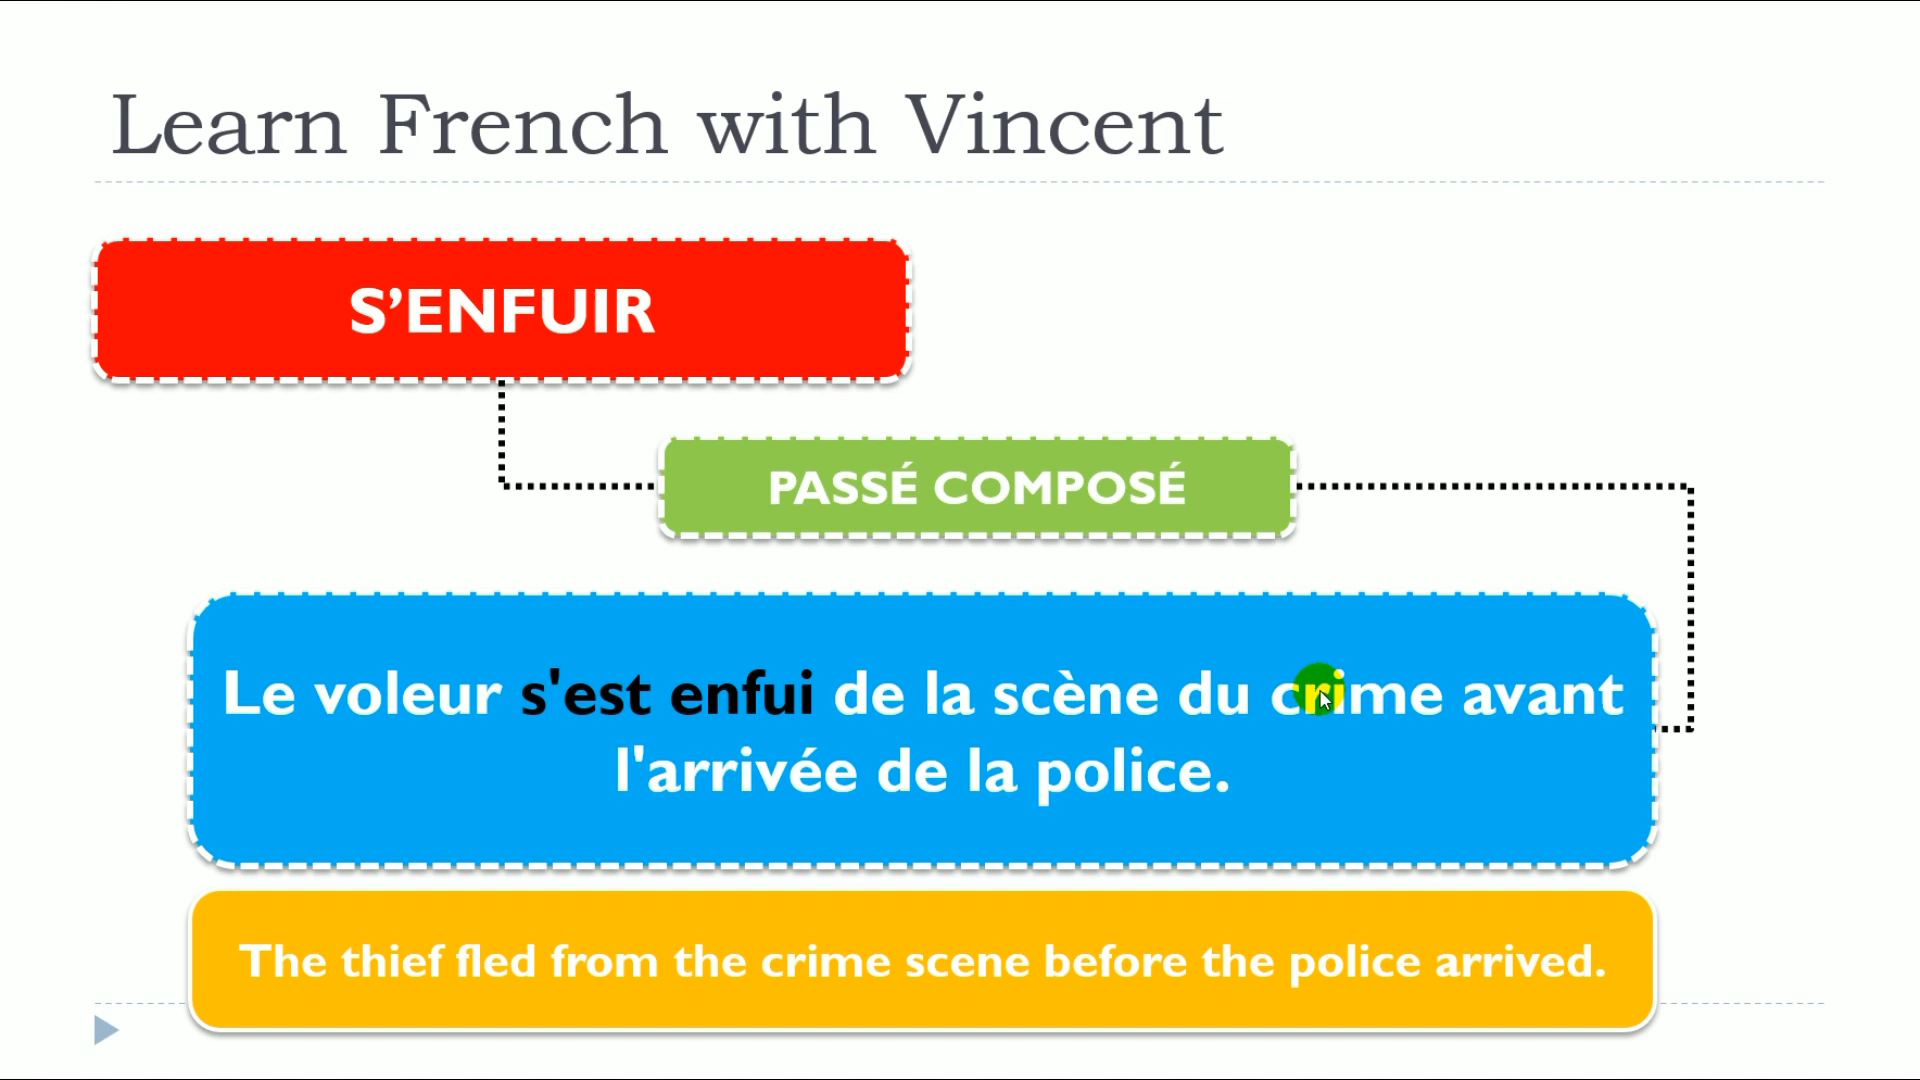 Learn French with Vincent
S’ENFUIR
PASSÉ COMPOSÉ
Le voleur s'est enfui de la scène du crime avant
l'arrivée de la police.
The thief fled from the crime scene before the police arrived.